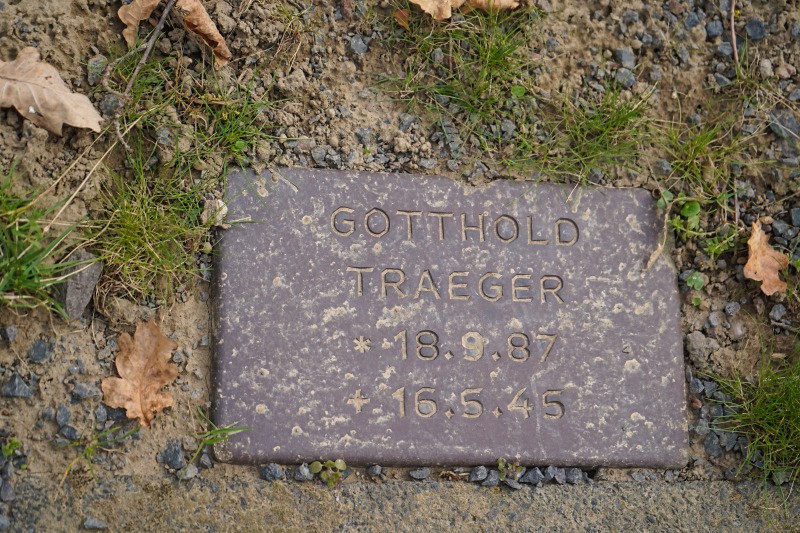 GOTTHOLD
TRAEGER
* 18.9.87
+ 16.5.45